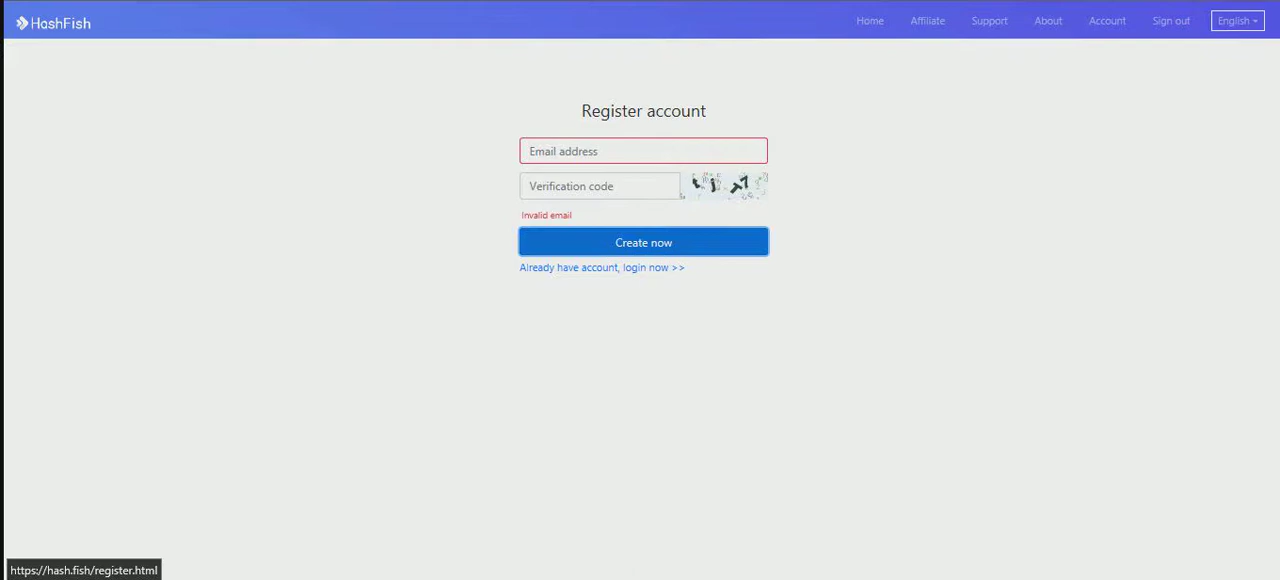 HashFish
Home Affiliate Support About Account Sign out English
Register account
Email address
Verification code
Invalid email
Create now
Already have account, login now >>
https://hash.fish/register.html